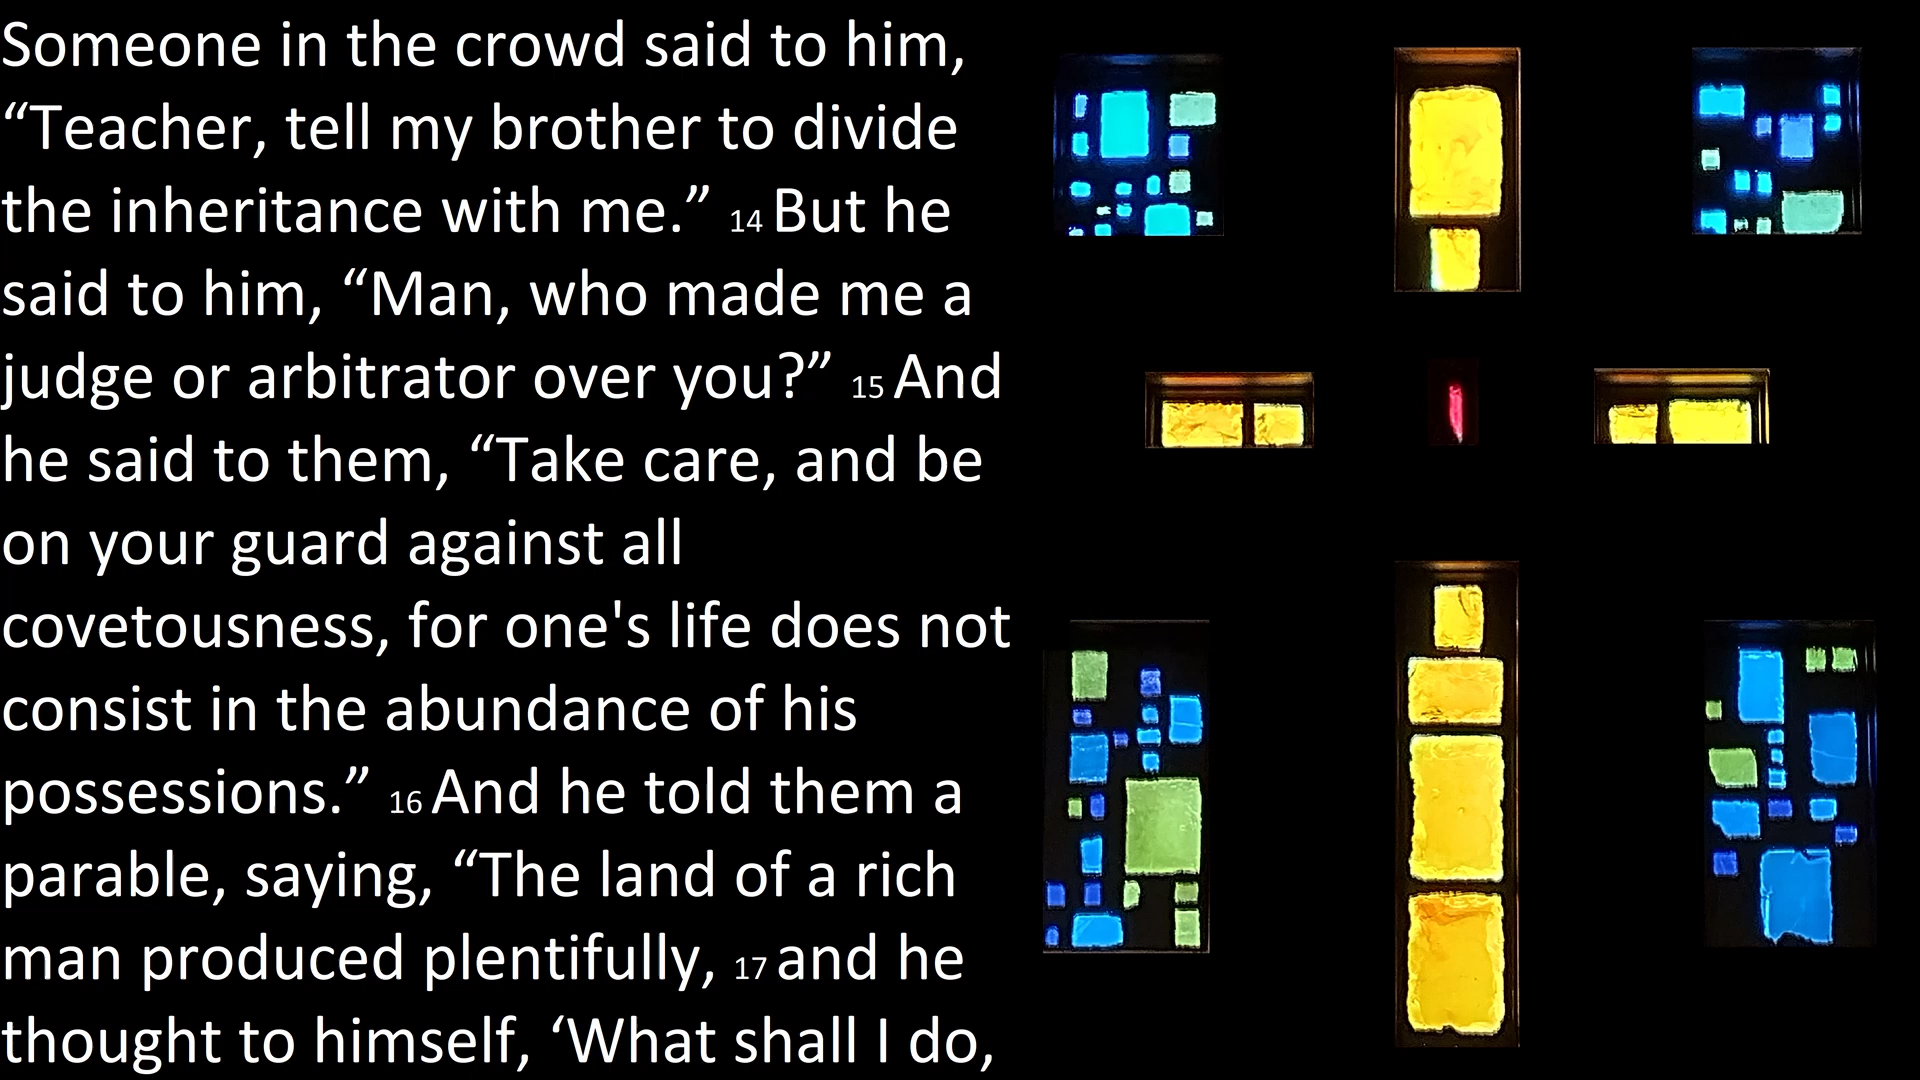 Someone in the crowd said to him,
“Teacher, tell my brother to divide
the inheritance with me.” 14 But he
said to him, “Man, who made me a
judge or arbitrator over you?” 15 And
he said to them, “Take care, and be
on your guard against all
covetousness, for one's life does not
consist in the abundance of his
possessions.” 16 And he told them a
parable, saying, “The land of a rich
man produced plentifully, 17 and he
thought to himself, ‘What shall I do,